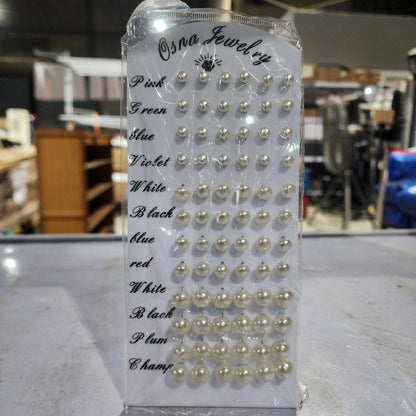 Osna Jewelry
Pink
Green
blue
Violet
White
Black
blue
red
White
Black
Plum
Champ